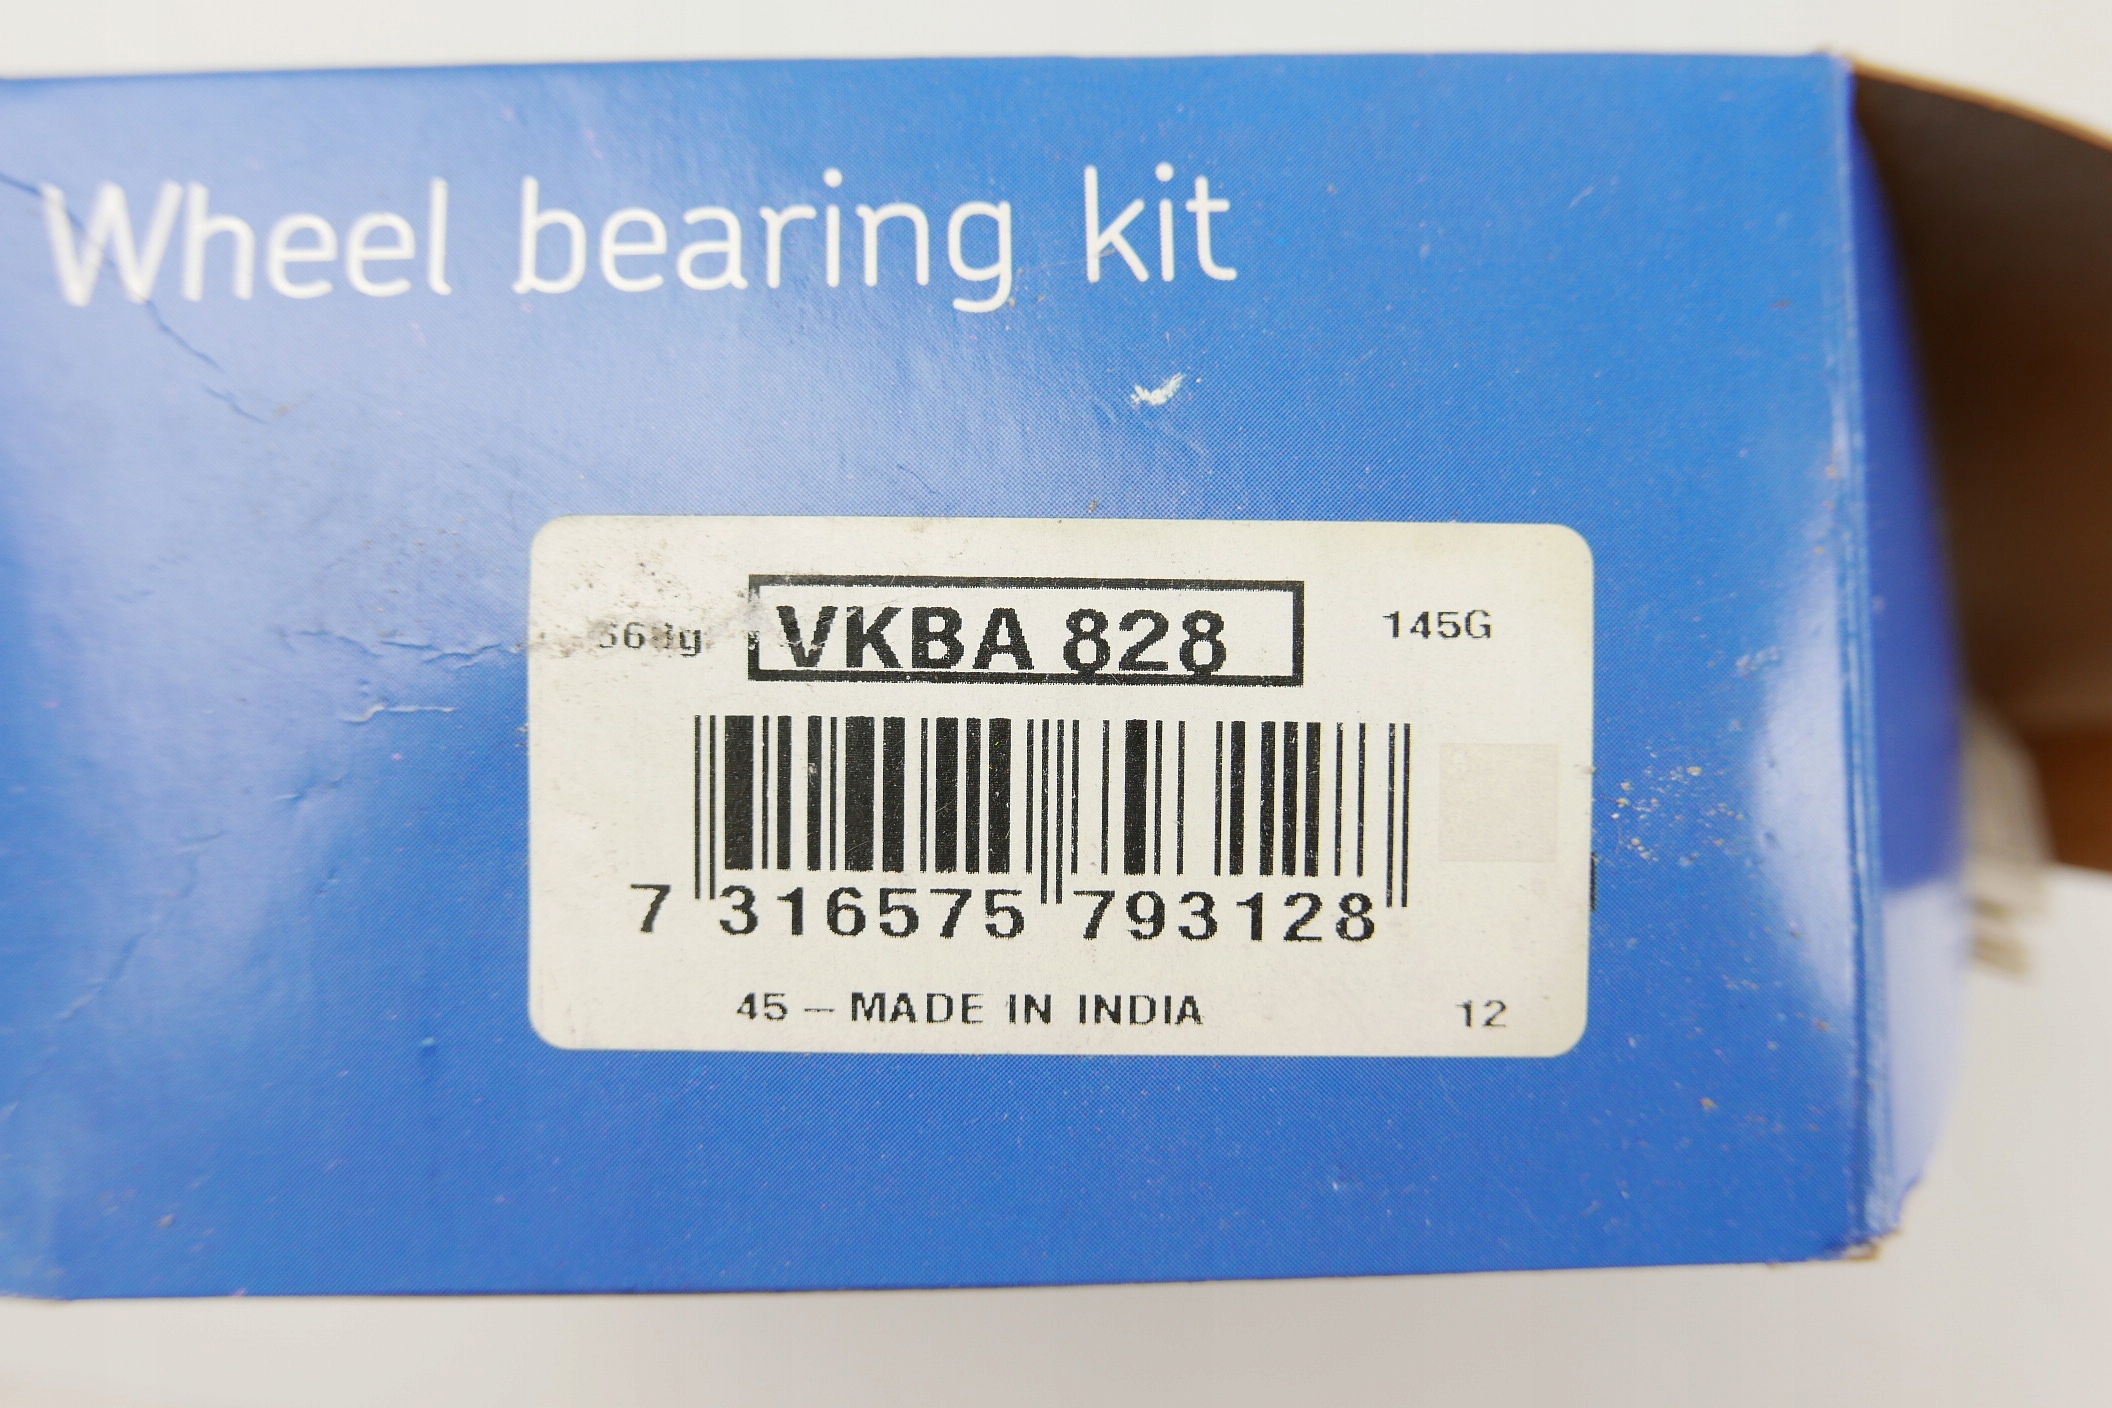 Wheel bearing kit
VKBA 828
145G
7 316575 793128
45 – MADE IN INDIA
12